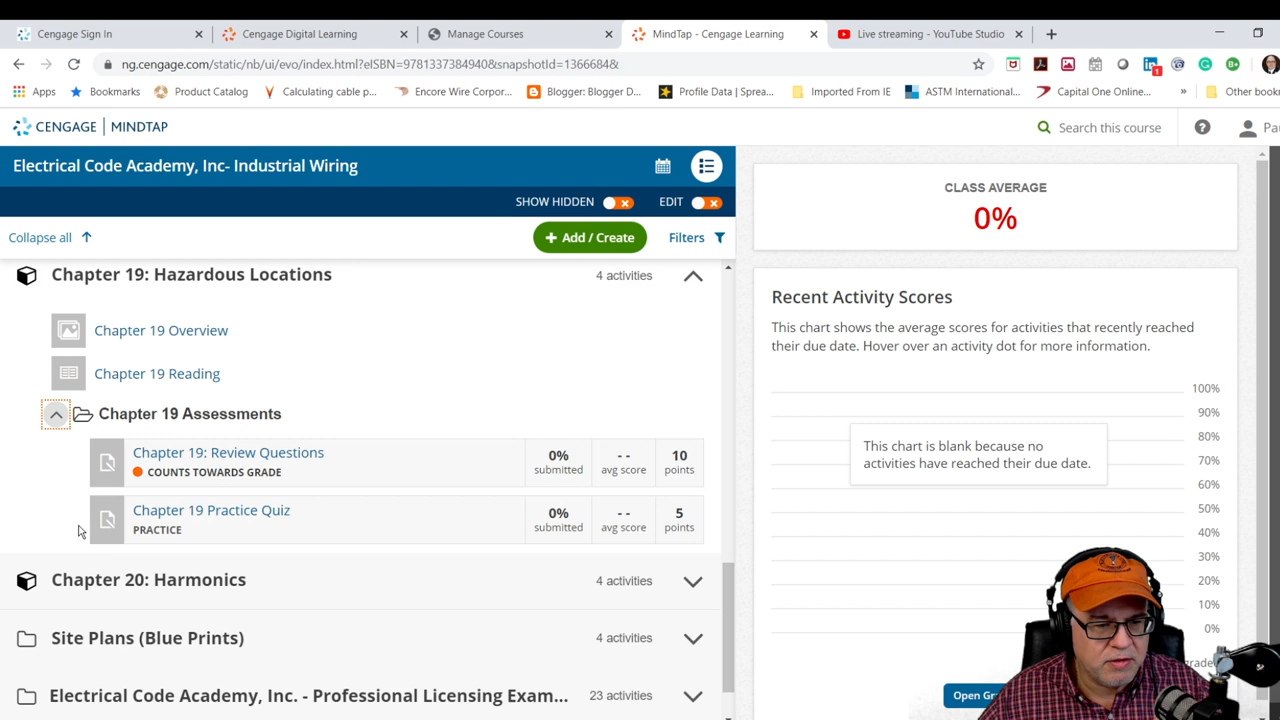 Cengage Sign In
Cengage Digital Learning
Manage Courses
MindTap - Cengage Learning
Live streaming - YouTube Studio
ng.cengage.com/static/nb/ui/evo/index.html?eISBN=9781337384940&snapshotId=1366684&
1
Apps
Bookmarks
Product Catalog
Calculating cable p...
Encore Wire Corpor...
Blogger: Blogger D...
Profile Data | Sprea...
Imported From IE
ASTM International...
Capital One Online...
»
Other book
CENGAGE | MINDTAP
Search this course
Pa
Electrical Code Academy, Inc- Industrial Wiring
SHOW HIDDEN
EDIT
Collapse all
+ Add / Create
Filters
Chapter 19: Hazardous Locations
4 activities
Chapter 19 Overview
Chapter 19 Reading
Chapter 19 Assessments
Chapter 19: Review Questions
COUNTS TOWARDS GRADE
0%
submitted
- -
avg score
10
points
Chapter 19 Practice Quiz
PRACTICE
0%
submitted
- -
avg score
5
points
Chapter 20: Harmonics
4 activities
Site Plans (Blue Prints)
4 activities
Electrical Code Academy, Inc. - Professional Licensing Exam...
23 activities
CLASS AVERAGE
0%
Recent Activity Scores
This chart shows the average scores for activities that recently reached
their due date. Hover over an activity dot for more information.
100%
90%
80%
70%
60%
50%
40%
30%
20%
10%
0%
This chart is blank because no
activities have reached their due date.
Open Gr